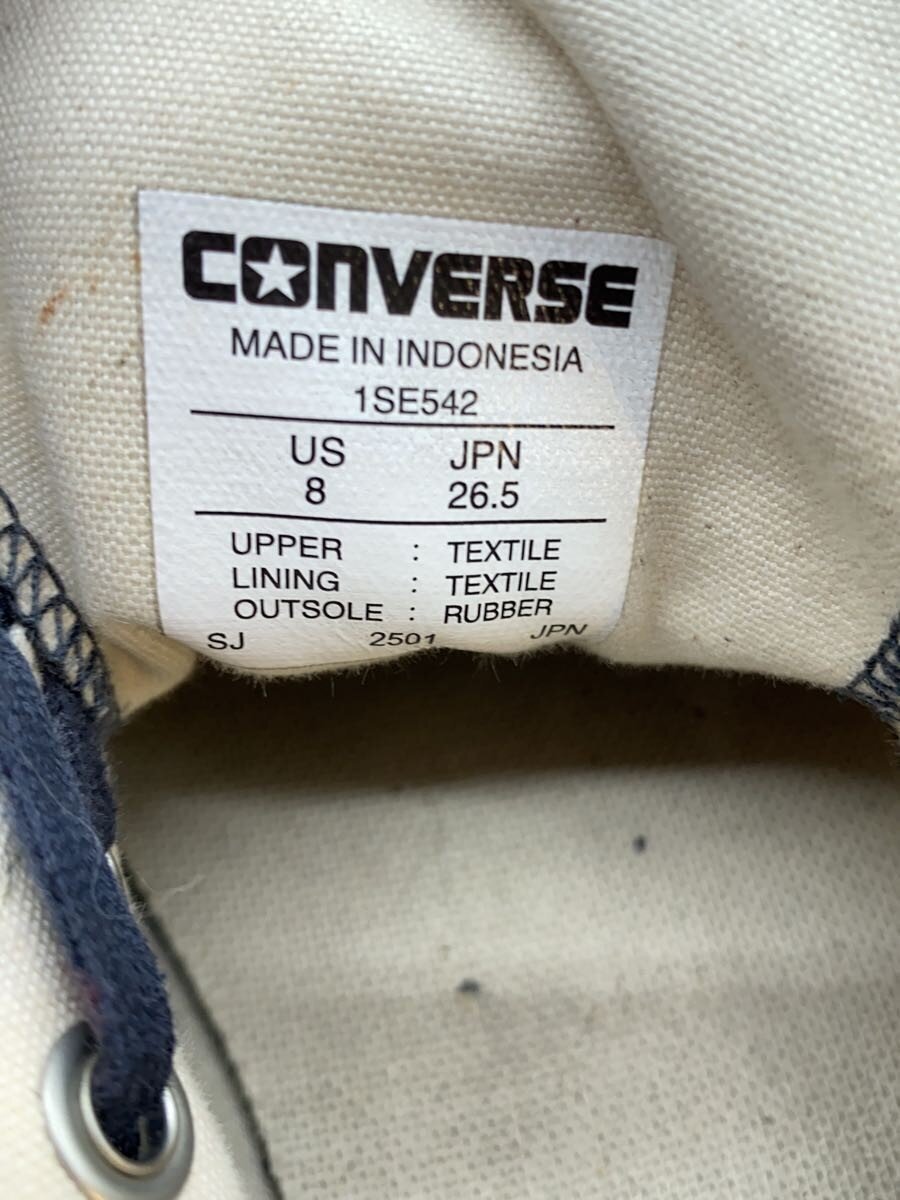 CONVERSE
MADE IN INDONESIA
1SE542
US JPN
8 26.5
UPPER : TEXTILE
LINING : TEXTILE
OUTSOLE : RUBBER
SJ 2501 JPN